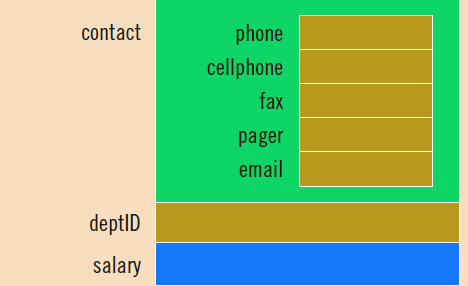 contact
phone
cellphone
fax
pager
email
deptID
salary